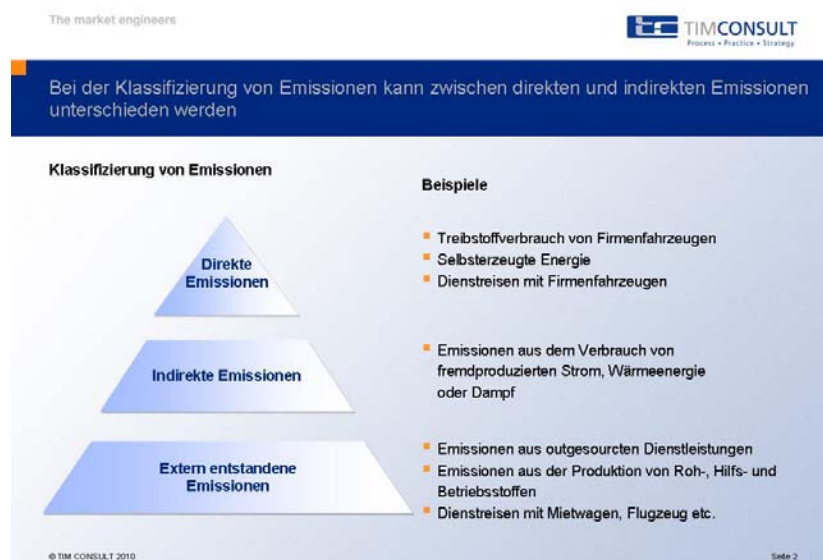 The market engineers
tc TIMCONSULT
Process • Practice • Strategy
Bei der Klassifizierung von Emissionen kann zwischen direkten und indirekten Emissionen
unterschieden werden
Klassifizierung von Emissionen
Beispiele
Direkte
Emissionen
▪ Treibstoffverbrauch von Firmenfahrzeugen
▪ Selbsterzeugte Energie
▪ Dienstreisen mit Firmenfahrzeugen
Indirekte Emissionen
▪ Emissionen aus dem Verbrauch von
fremdproduzierten Strom, Wärmeenergie
oder Dampf
Extern entstandene
Emissionen
▪ Emissionen aus outgesourcten Dienstleistungen
▪ Emissionen aus der Produktion von Roh-, Hilfs- und
Betriebsstoffen
▪ Dienstreisen mit Mietwagen, Flugzeug etc.
© TIM CONSULT 2010
Seite 2